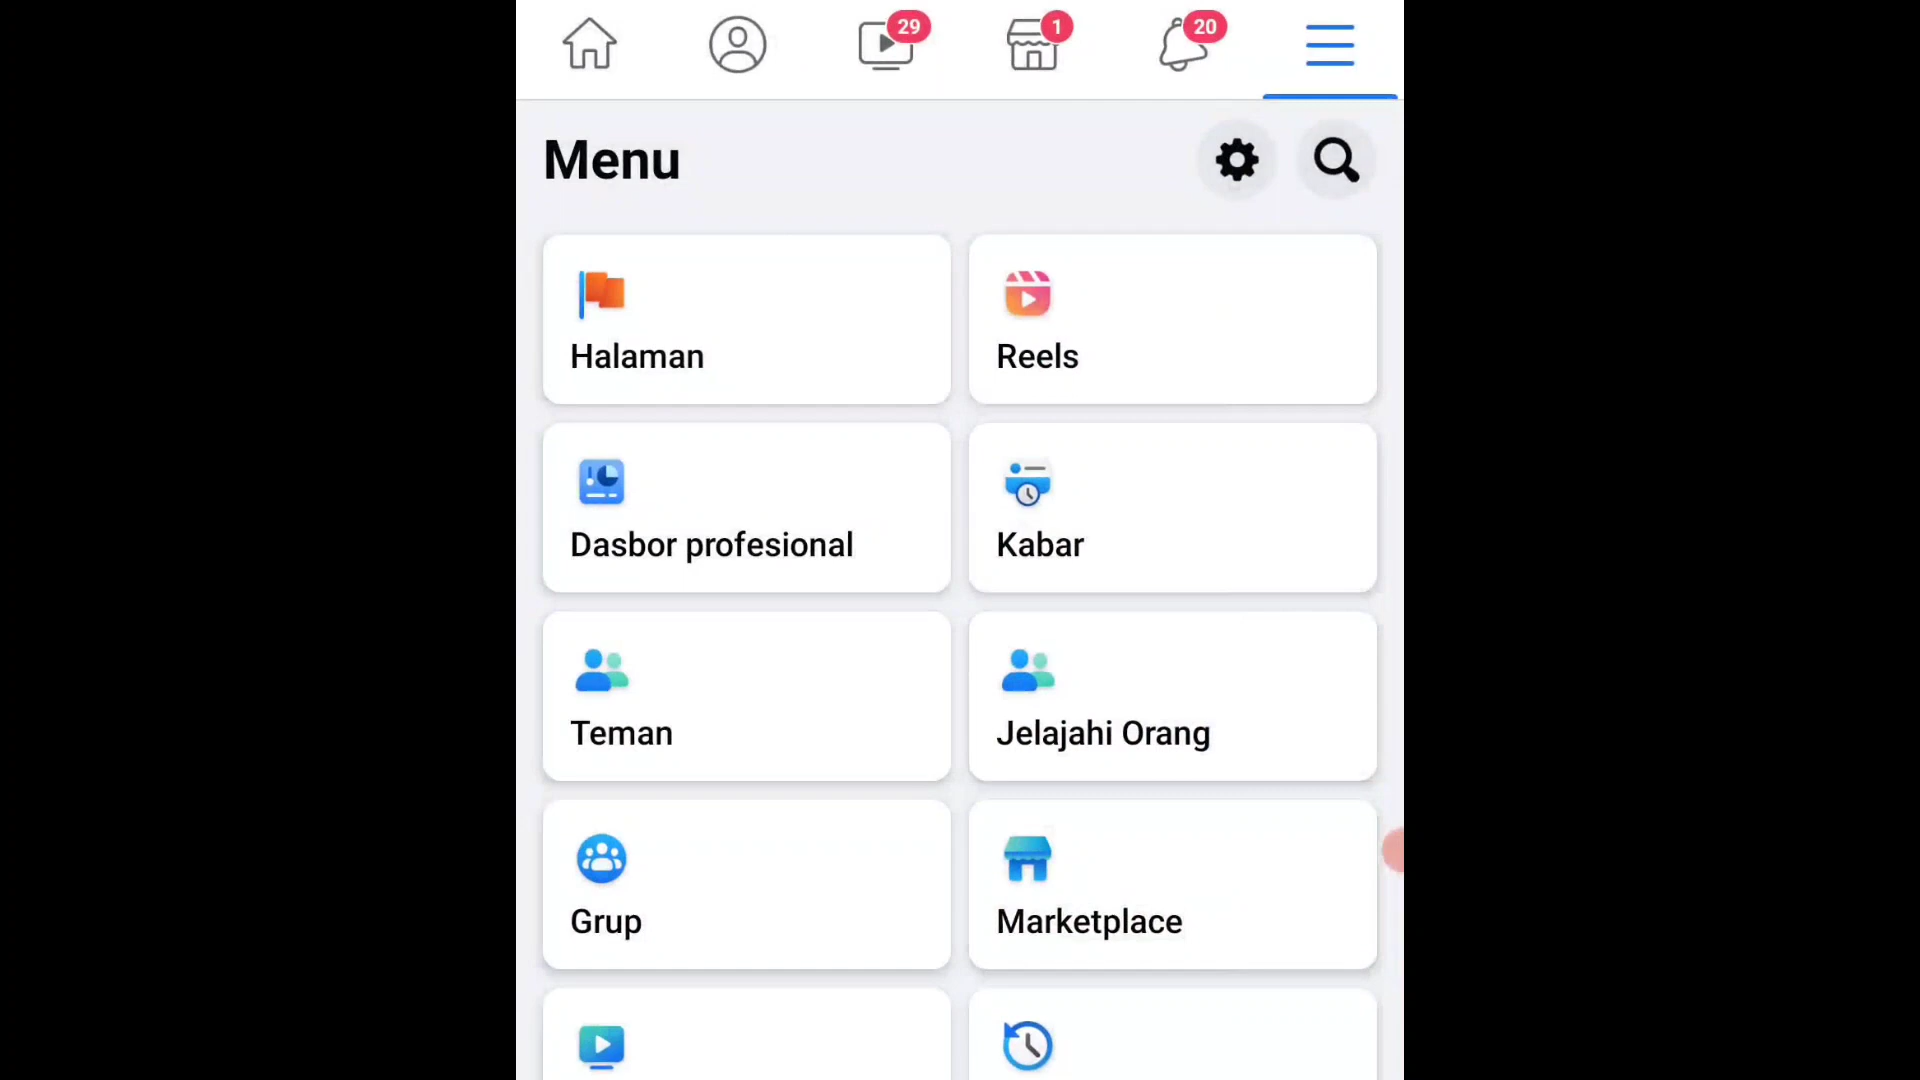 29
1
20
Menu
Halaman
Reels
Dasbor profesional
Kabar
Teman
Jelajahi Orang
Grup
Marketplace